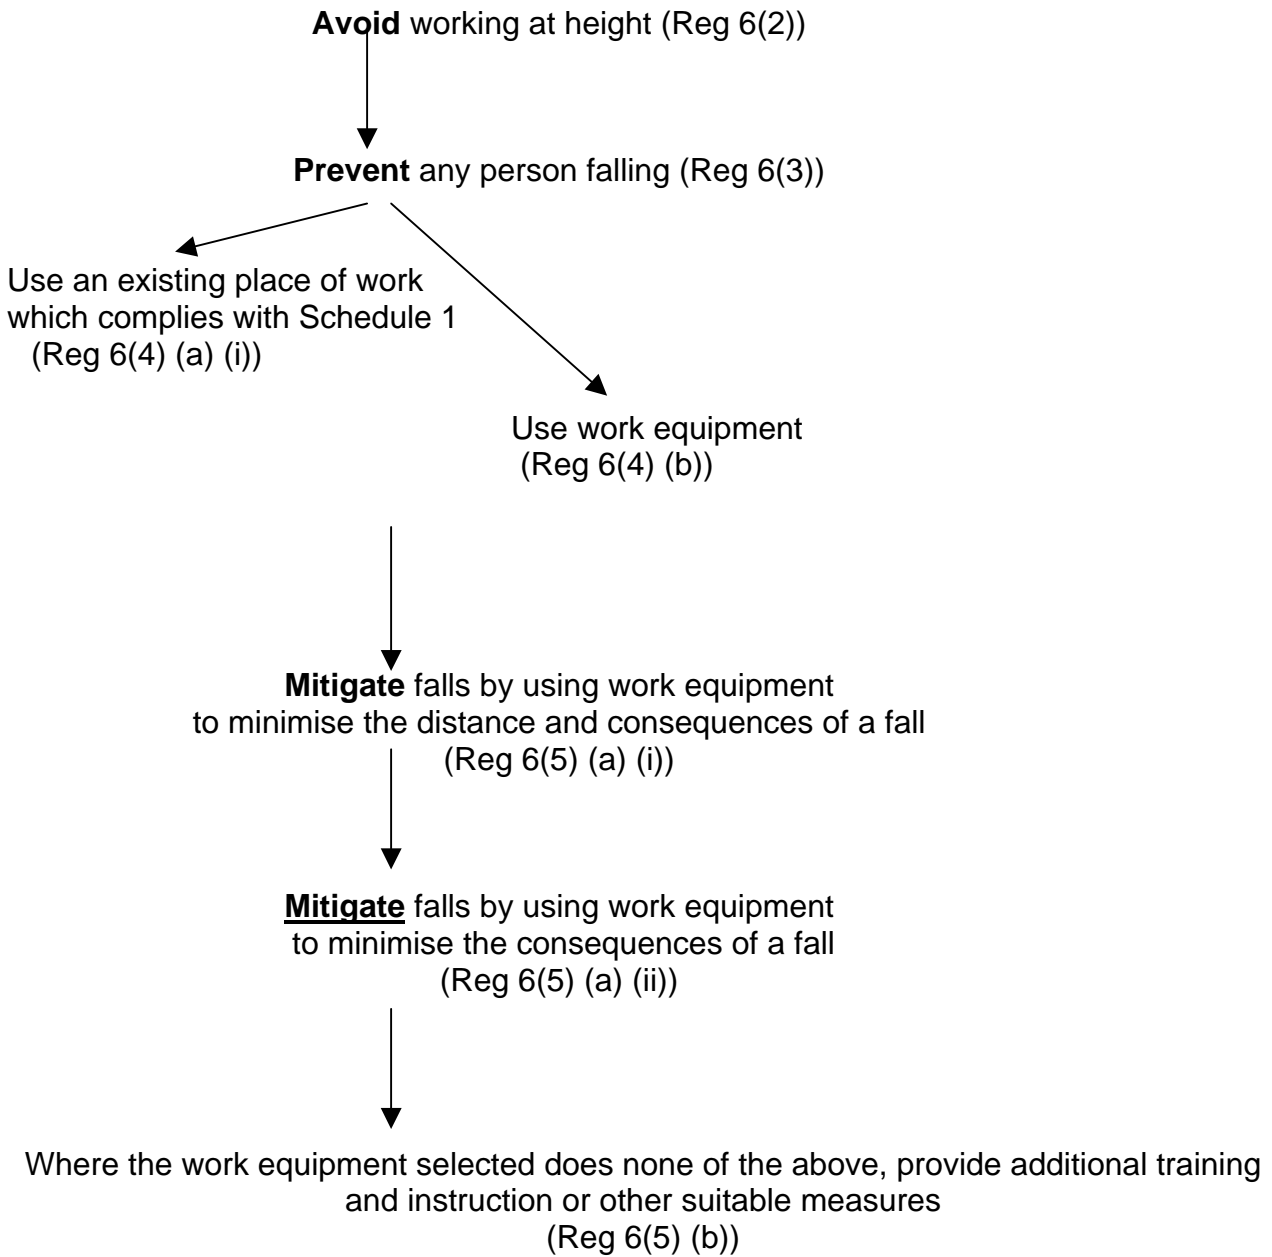 Avoid working at height (Reg 6(2))
Prevent any person falling (Reg 6(3))
Use an existing place of work
which complies with Schedule 1
(Reg 6(4) (a) (i))
Use work equipment
(Reg 6(4) (b))
Mitigate falls by using work equipment
to minimise the distance and consequences of a fall
(Reg 6(5) (a) (i))
Mitigate falls by using work equipment
to minimise the consequences of a fall
(Reg 6(5) (a) (ii))
Where the work equipment selected does none of the above, provide additional training
and instruction or other suitable measures
(Reg 6(5) (b))